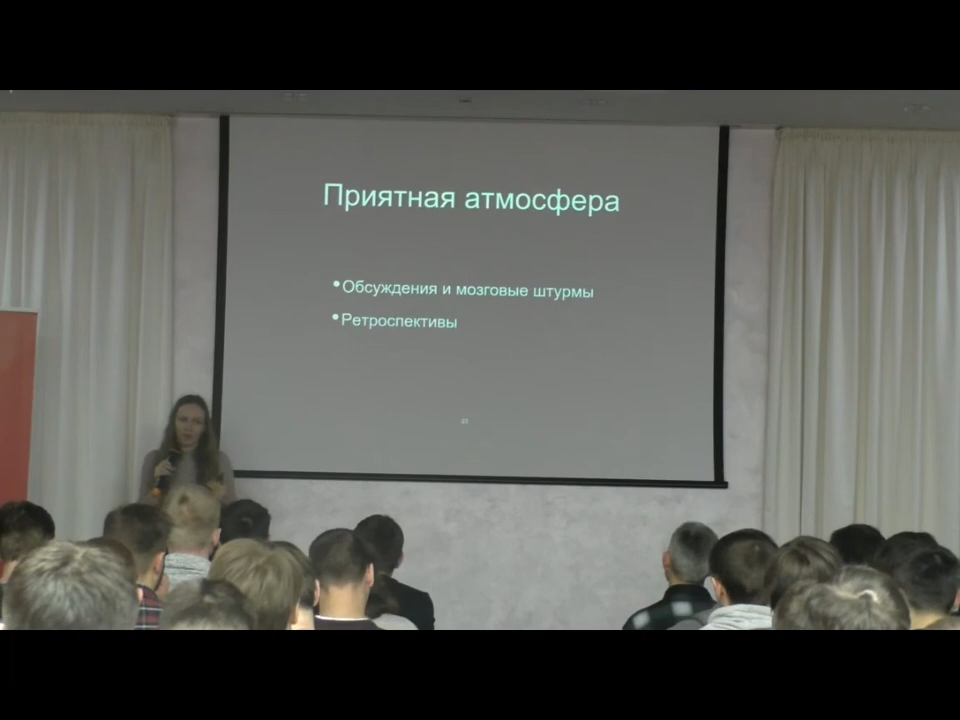 Приятная атмосфера
•Обсуждения и мозговые штурмы
•Ретроспективы